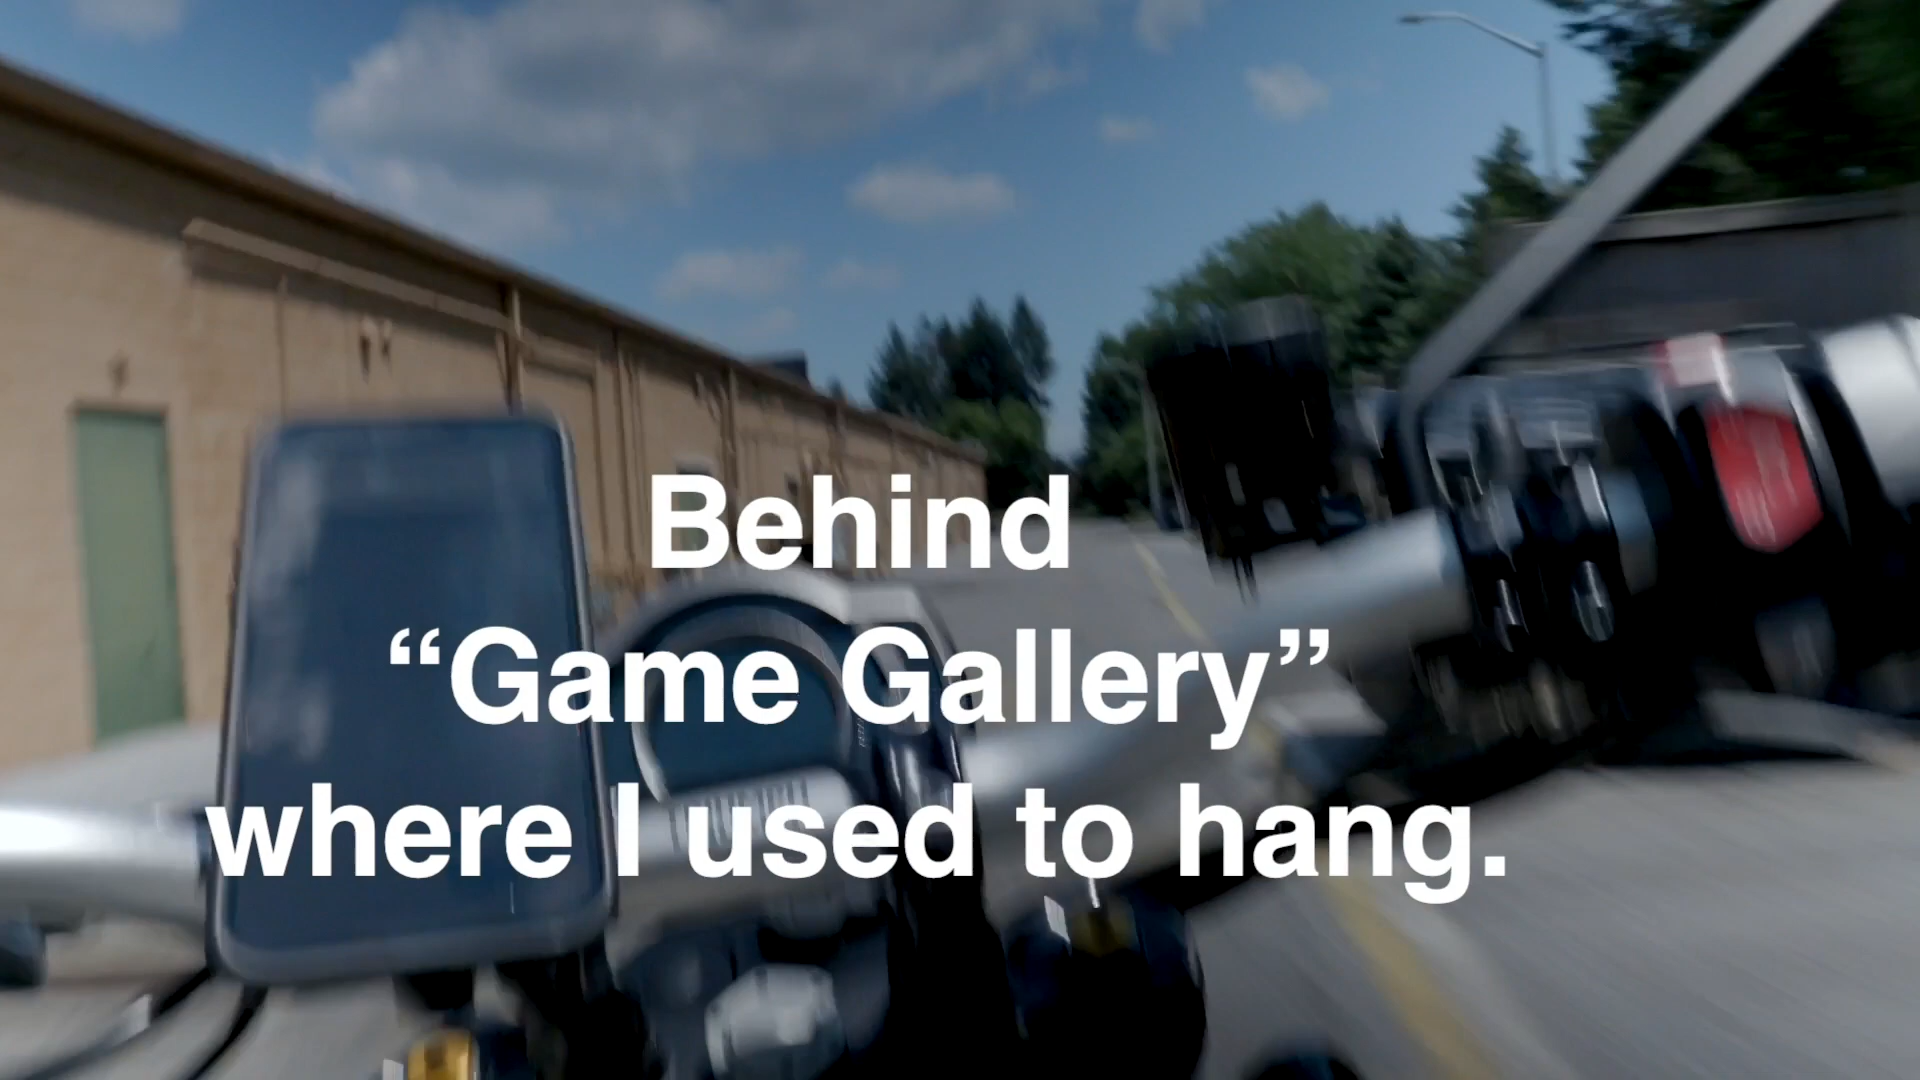 Behind
“Game Gallery”
where I used to hang.